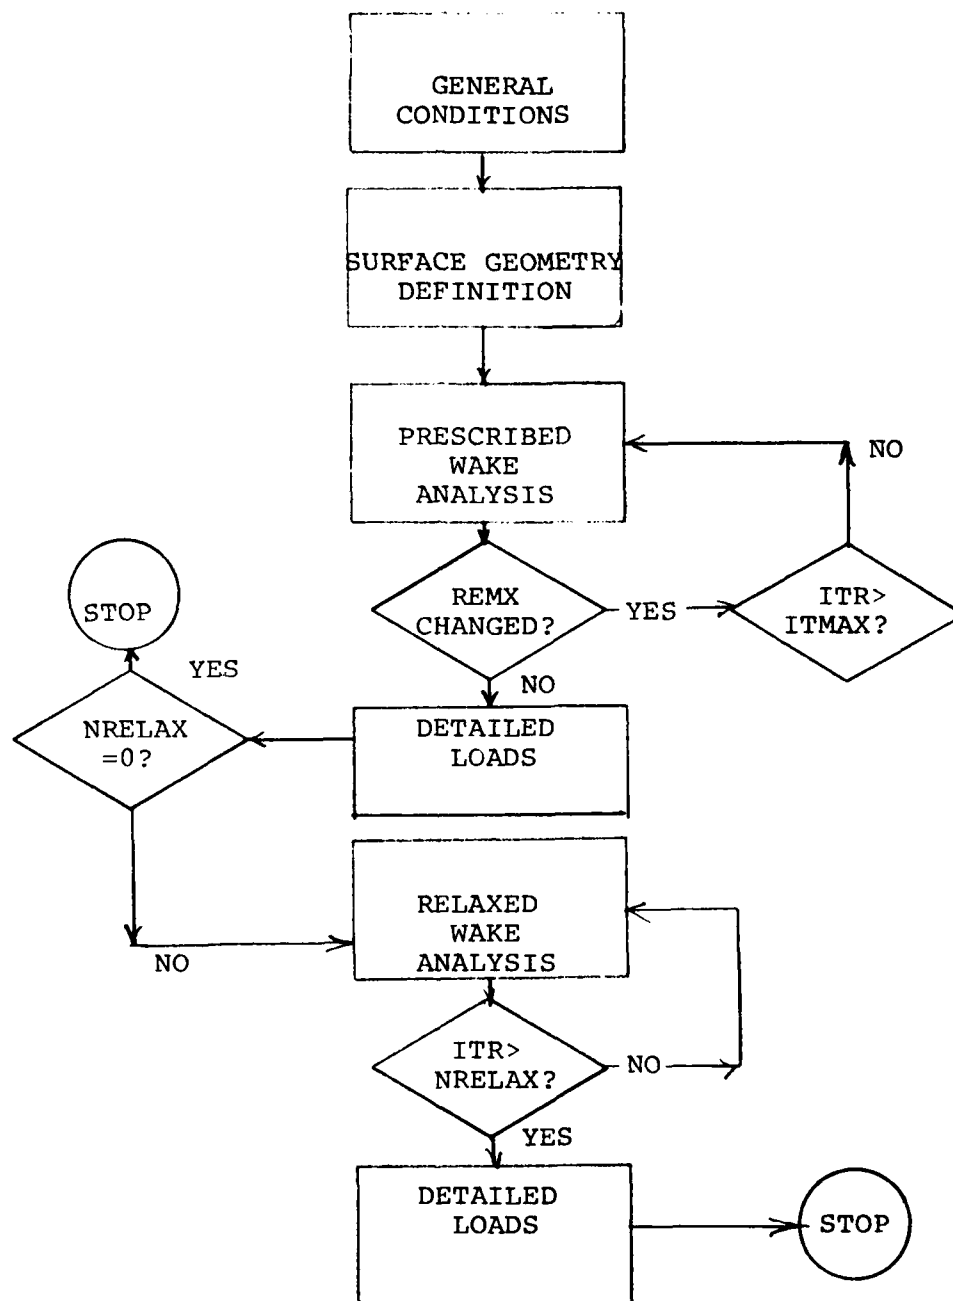 GENERAL
CONDITIONS
SURFACE GEOMETRY
DEFINITION
PRESCRIBED
WAKE
ANALYSIS
NO
REMX
CHANGED?
YES
ITR>
ITMAX?
STOP
YES
NO
NRELAX
=0?
DETAILED
LOADS
NO
RELAXED
WAKE
ANALYSIS
ITR>
NRELAX?
NO
YES
DETAILED
LOADS
STOP